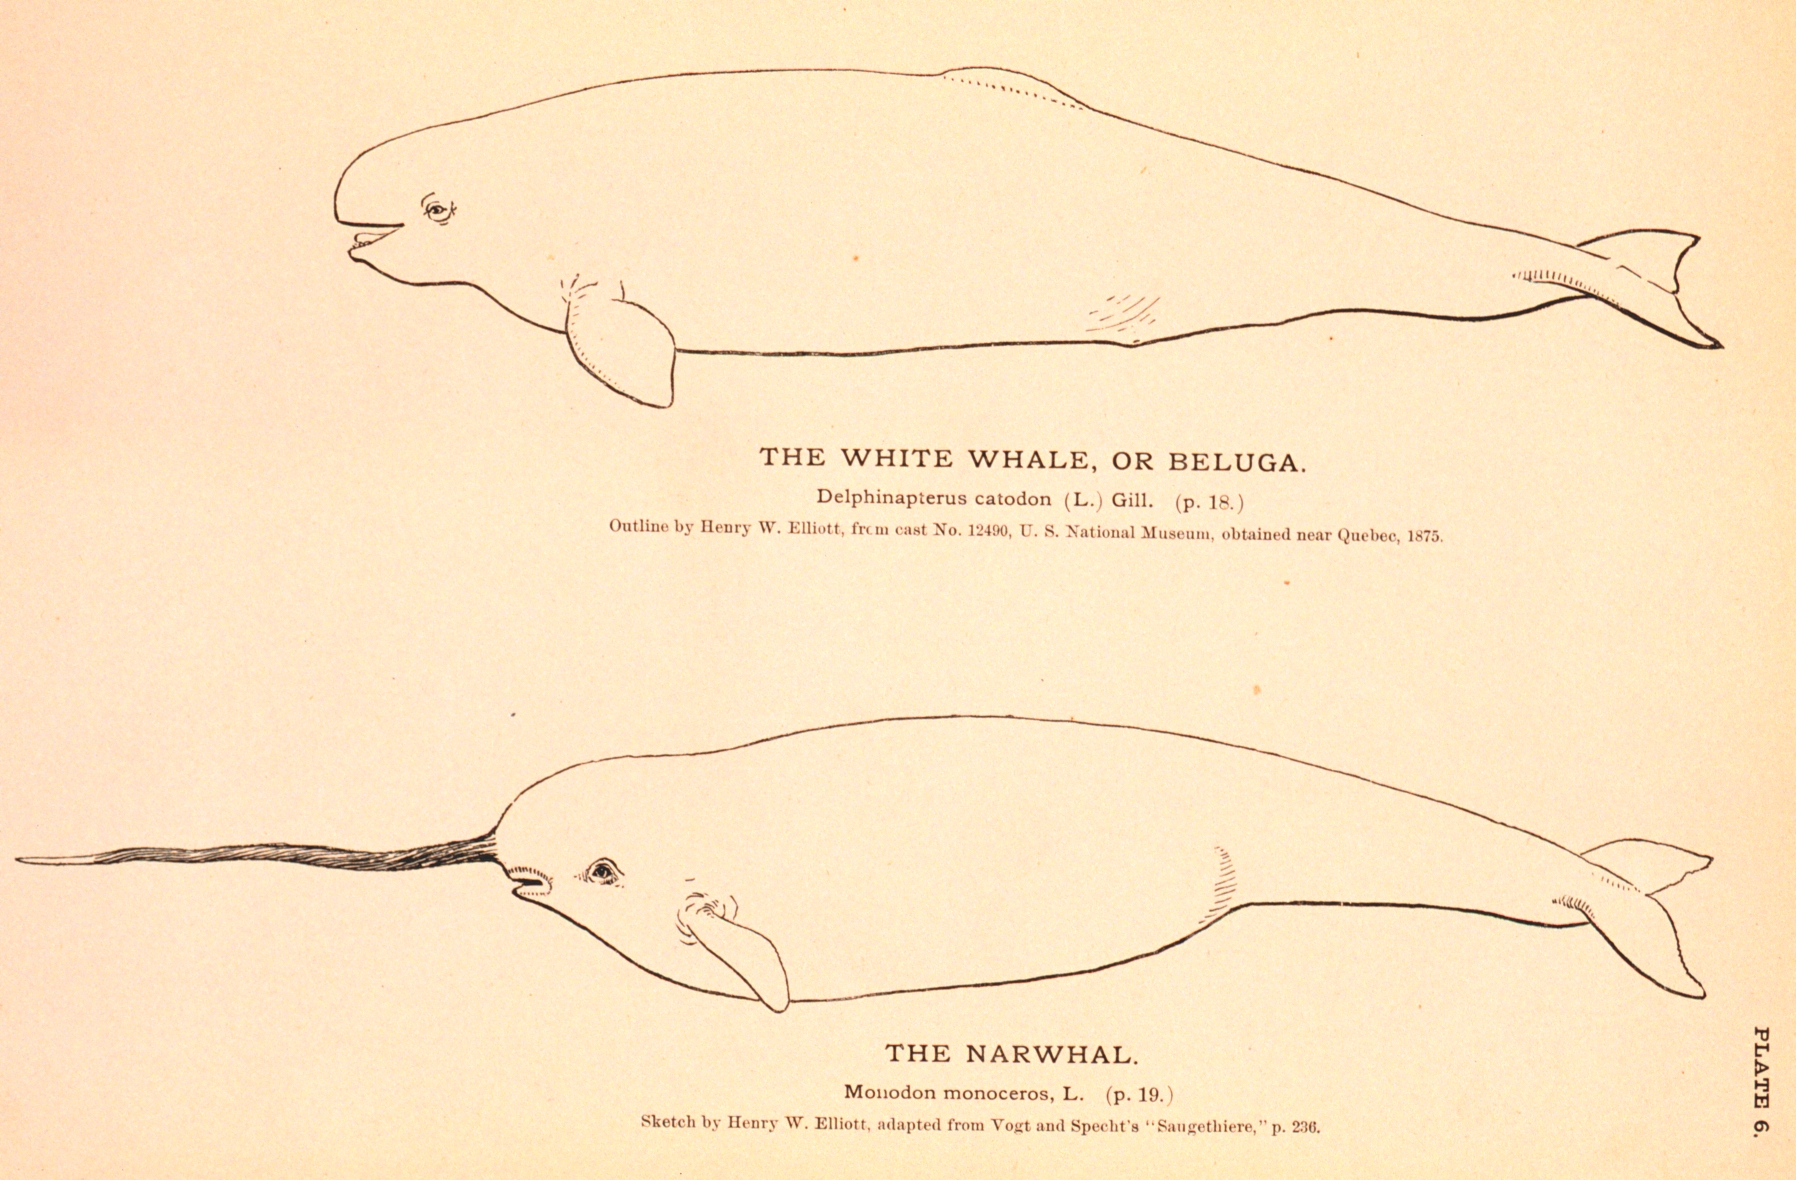 THE WHITE WHALE, OR BELUGA.
Delphinapterus catodon (L.) Gill. (p. 18.)
Outline by Henry W. Elliott, from cast No. 12490, U. S. National Museum, obtained near Quebec, 1875.
THE NARWHAL.
Monodon monoceros, L. (p. 19.)
Sketch by Henry W. Elliott, adapted from Vogt and Specht's “Saugethiere,” p. 236.
PLATE 6.